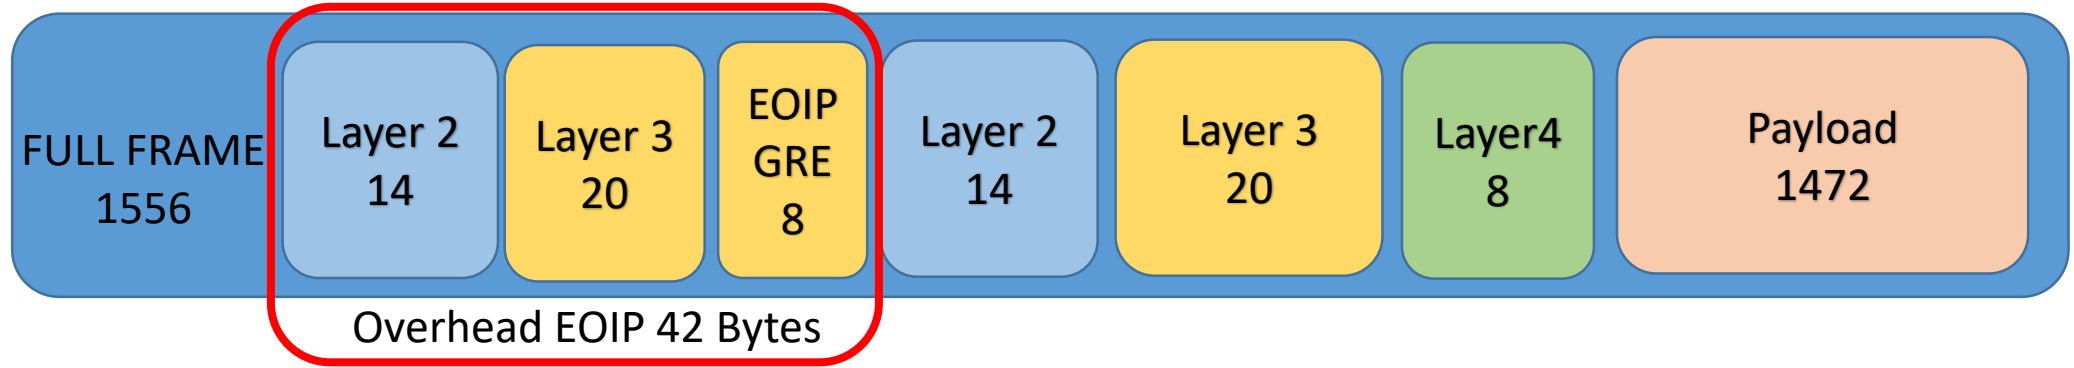 FULL FRAME
1556
Layer 2
14
Layer 3
20
EOIP
GRE
8
Layer 2
14
Layer 3
20
Layer4
8
Payload
1472
Overhead EOIP 42 Bytes